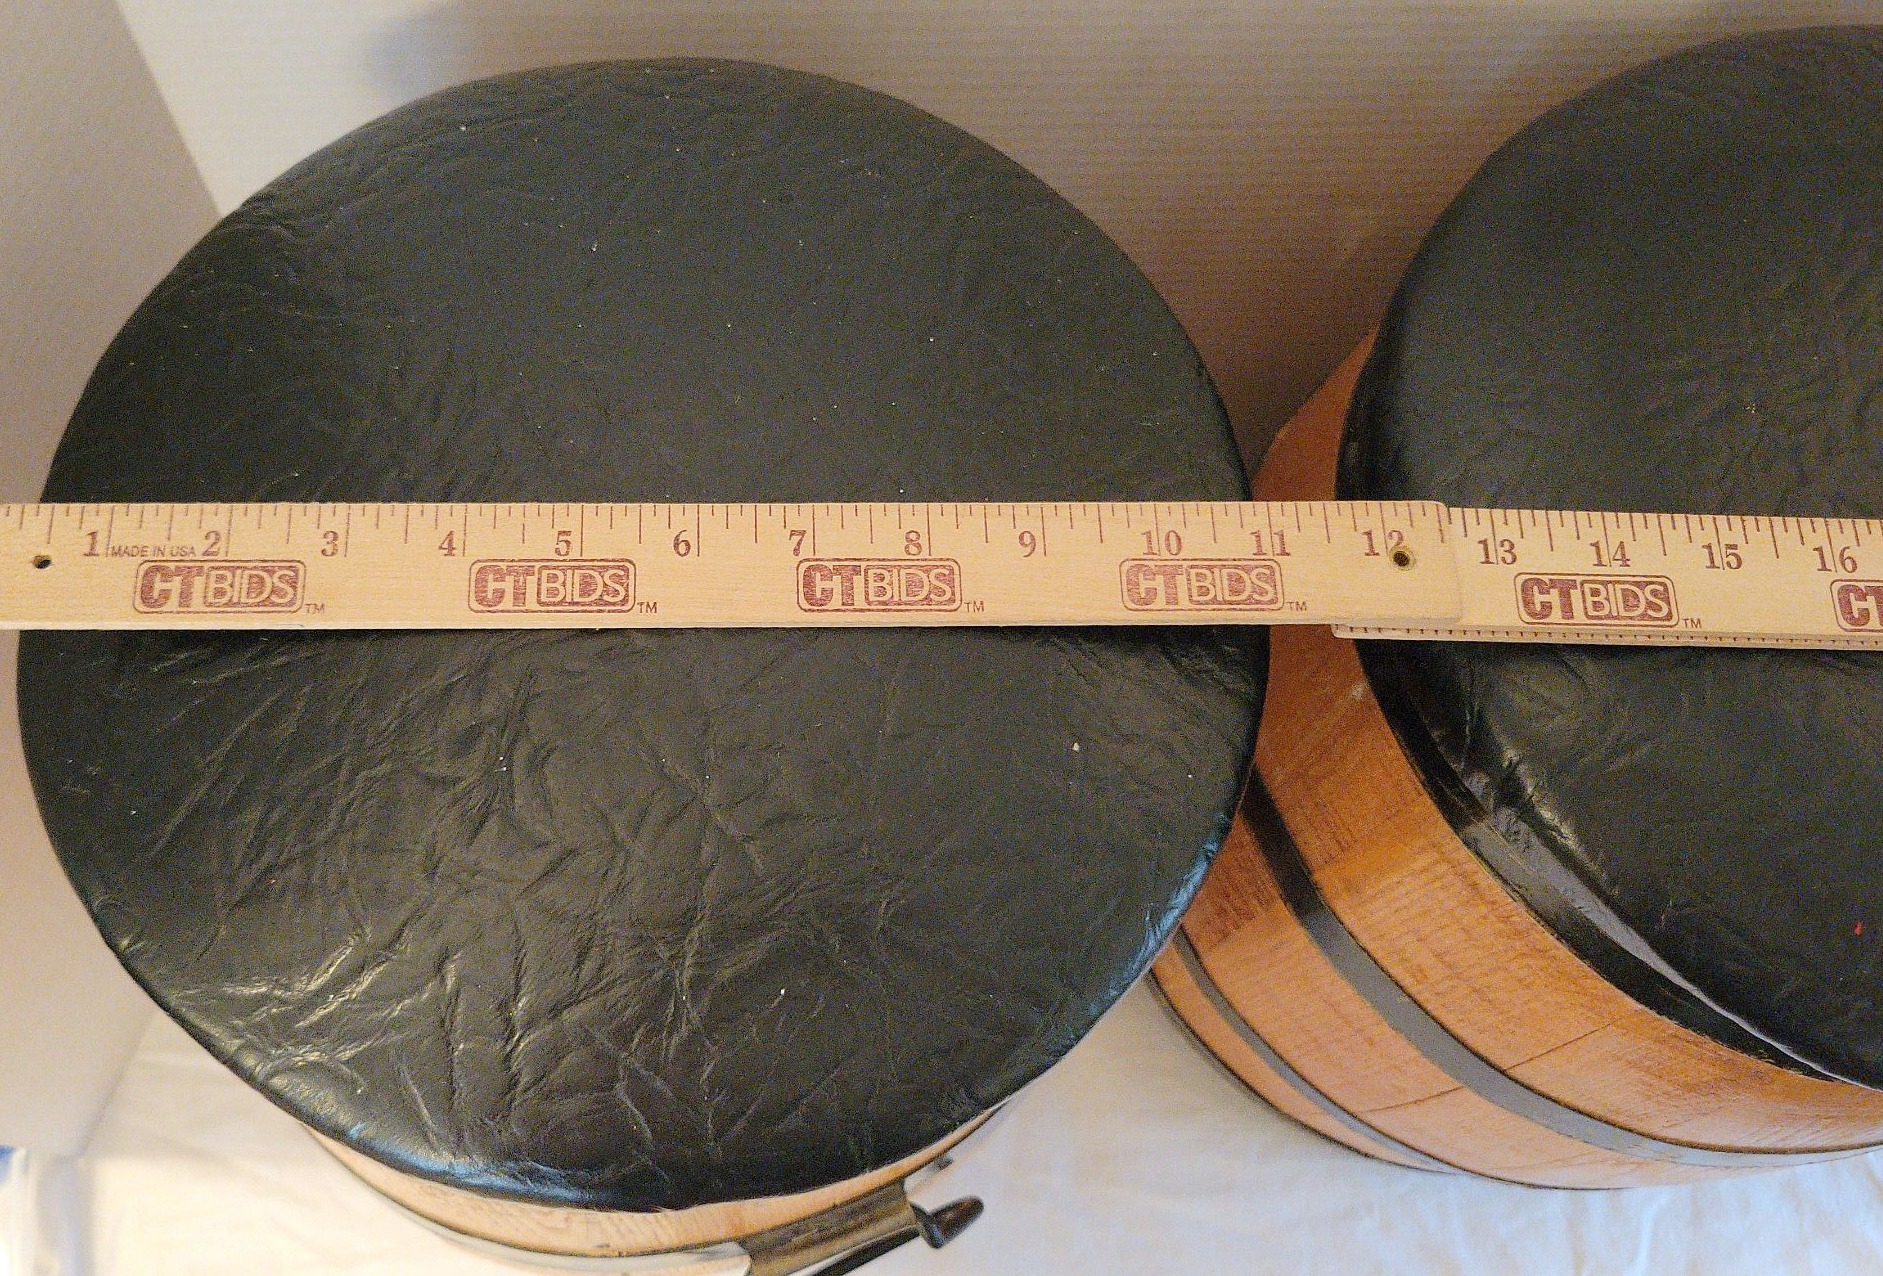 1 MADE IN USA 2 3 4 5 6 7 8 9 10 11 12 13 14 15 16
CTBIDS™ CTBIDS™ CTBIDS™ CTBIDS™ CTBIDS™ CT